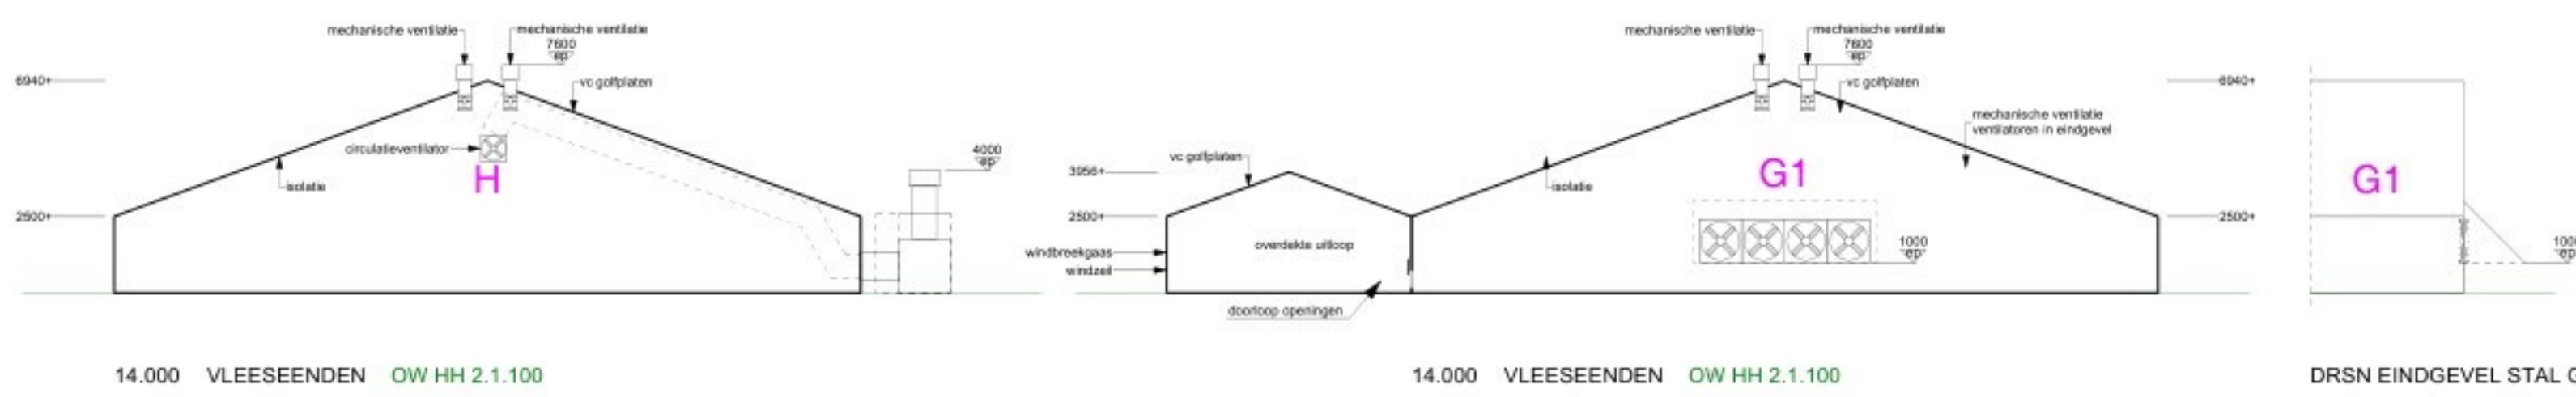 mechanische ventilatie
mechanische ventilatie
7600
ep
6940+
vc golfplaten
circulatieventilator
H
isolatie
4000
ep
2500+
mechanische ventilatie
mechanische ventilatie
7600
ep
vc golfplaten
6940+
mechanische ventilatie
ventilatoren in eindgevel
vc golfplaten
3956+
isolatie
G1
2500+
2500+
overdekte uitloop
windbreekgaas
windzeil
1000
ep
doorloop openingen
G1
ep
14.000 VLEESEENDEN OW HH 2.1.100
14.000 VLEESEENDEN OW HH 2.1.100
DRSN EINDGEVEL STAL